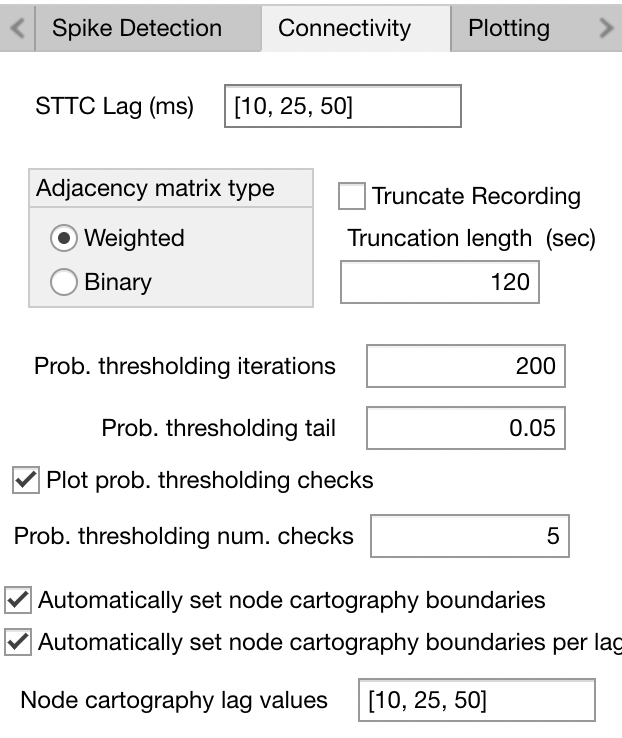 Spike Detection Connectivity Plotting
STTC Lag (ms) [10, 25, 50]
Adjacency matrix type
Truncate Recording
Weighted
Truncation length (sec)
Binary
120
Prob. thresholding iterations 200
Prob. thresholding tail 0.05
Plot prob. thresholding checks
Prob. thresholding num. checks 5
Automatically set node cartography boundaries
Automatically set node cartography boundaries per lag
Node cartography lag values [10, 25, 50]